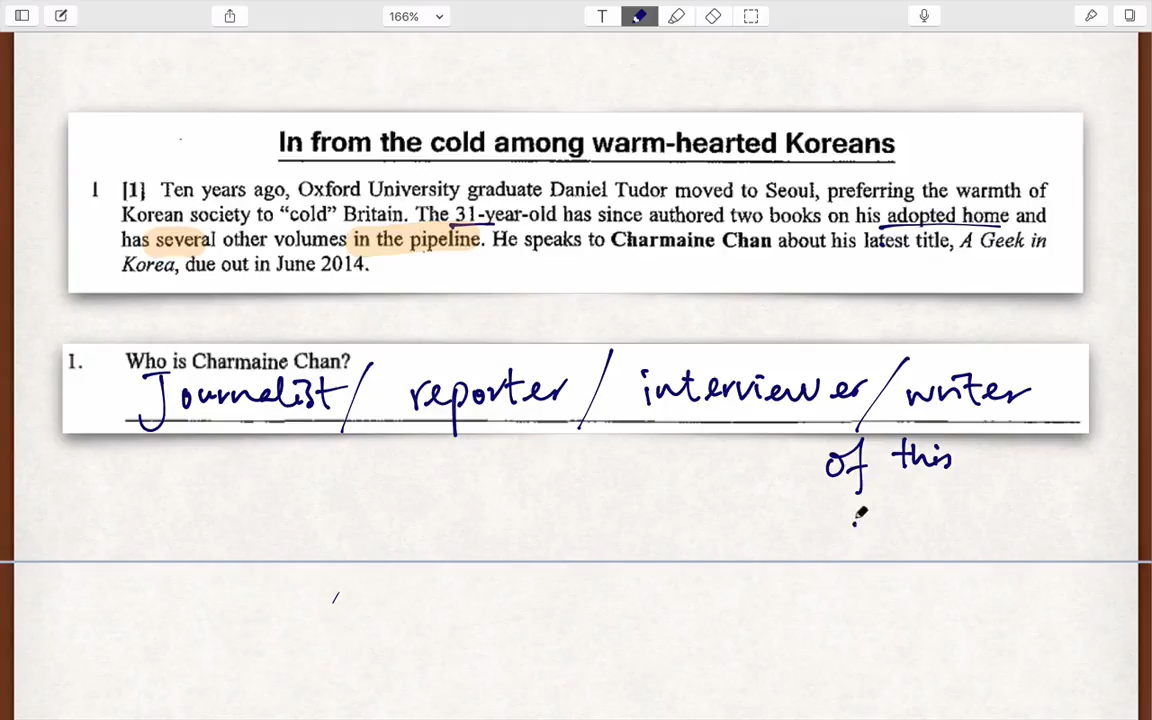 166%
T
In from the cold among warm-hearted Koreans
1 [1] Ten years ago, Oxford University graduate Daniel Tudor moved to Seoul, preferring the warmth of
Korean society to “cold” Britain. The 31-year-old has since authored two books on his adopted home and
has several other volumes in the pipeline. He speaks to Charmaine Chan about his latest title, A Geek in
Korea, due out in June 2014.
1. Who is Charmaine Chan?
Journalist / reporter / interviewer / writer
of this